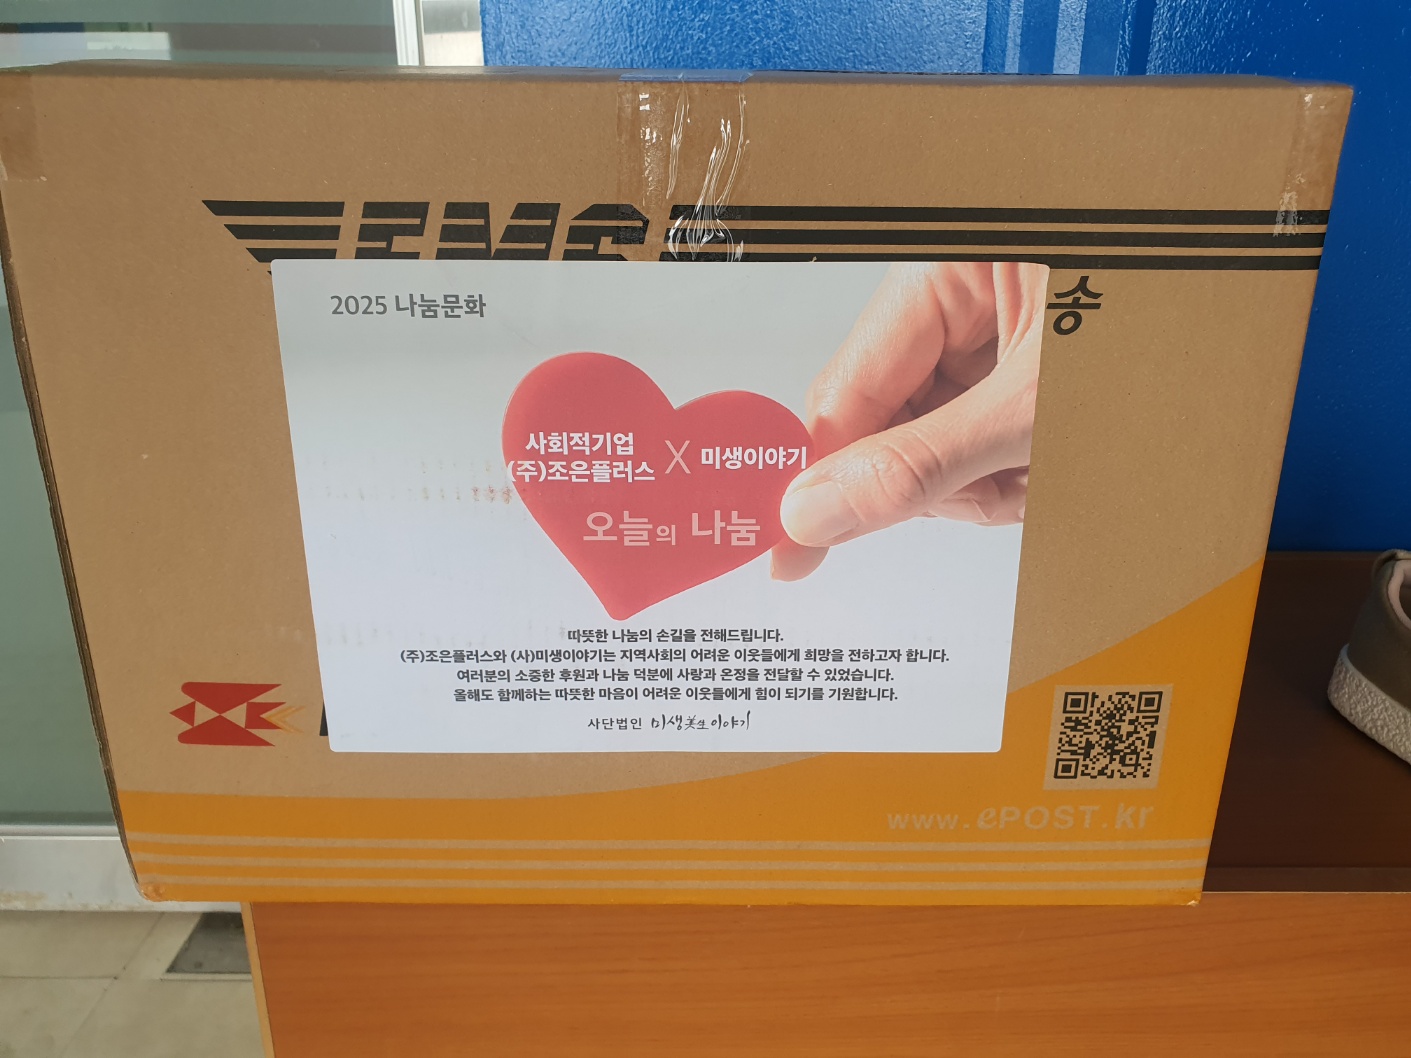 EMS
송
2025 나눔문화
사회적기업
(주)조은플러스
X
미생이야기
오늘의 나눔
따뜻한 나눔의 손길을 전해드립니다.
(주)조은플러스와 (사)미생이야기는 지역사회의 어려운 이웃들에게 희망을 전하고자 합니다.
여러분의 소중한 후원과 나눔 덕분에 사랑과 온정을 전달할 수 있었습니다.
올해도 함께하는 따뜻한 마음이 어려운 이웃들에게 힘이 되기를 기원합니다.
사단법인 미생美生이야기
www.ePOST.kr